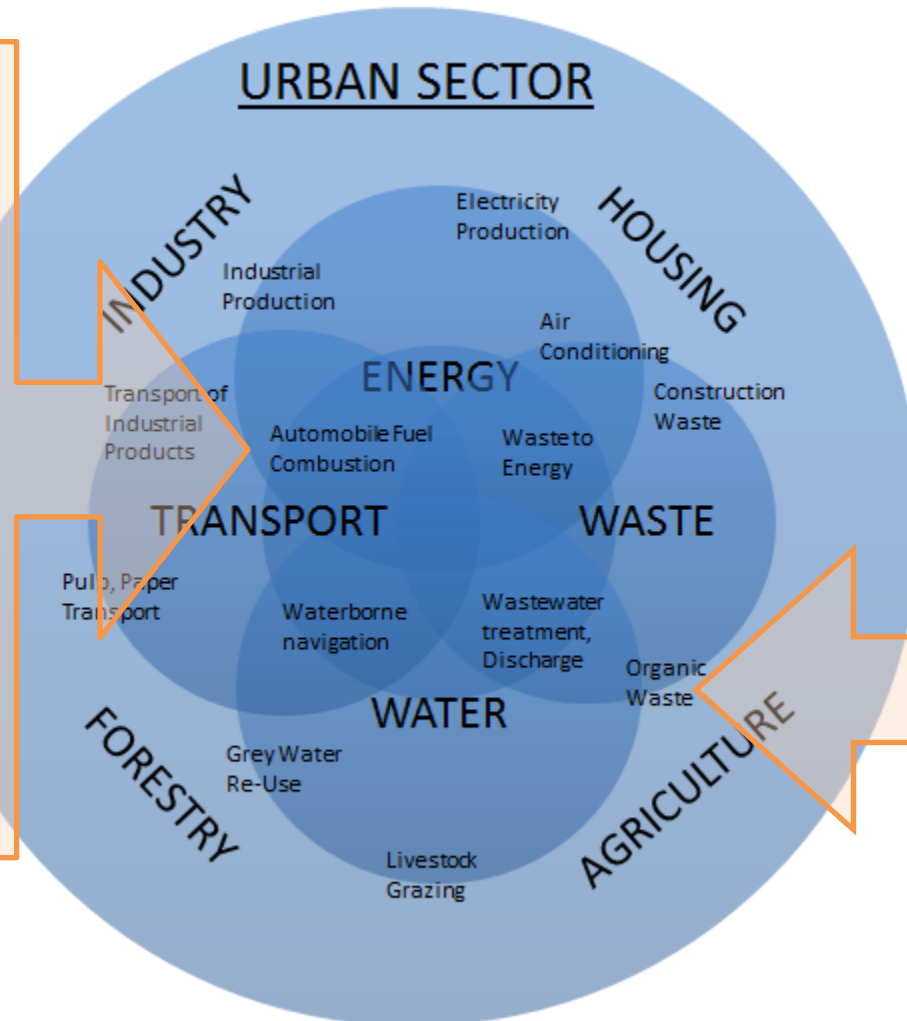 URBAN SECTOR
INDUSTRY
HOUSING
Electricity
Production
Industrial
Production
Air
Conditioning
ENERGY
Transport of
Industrial
Products
Construction
Waste
Automobile Fuel
Combustion
Waste to
Energy
TRANSPORT
WASTE
Pulp, Paper
Transport
Waterborne
navigation
Wastewater
treatment,
Discharge
Organic
Waste
WATER
FORESTRY
AGRICULTURE
Grey Water
Re-Use
Livestock
Grazing